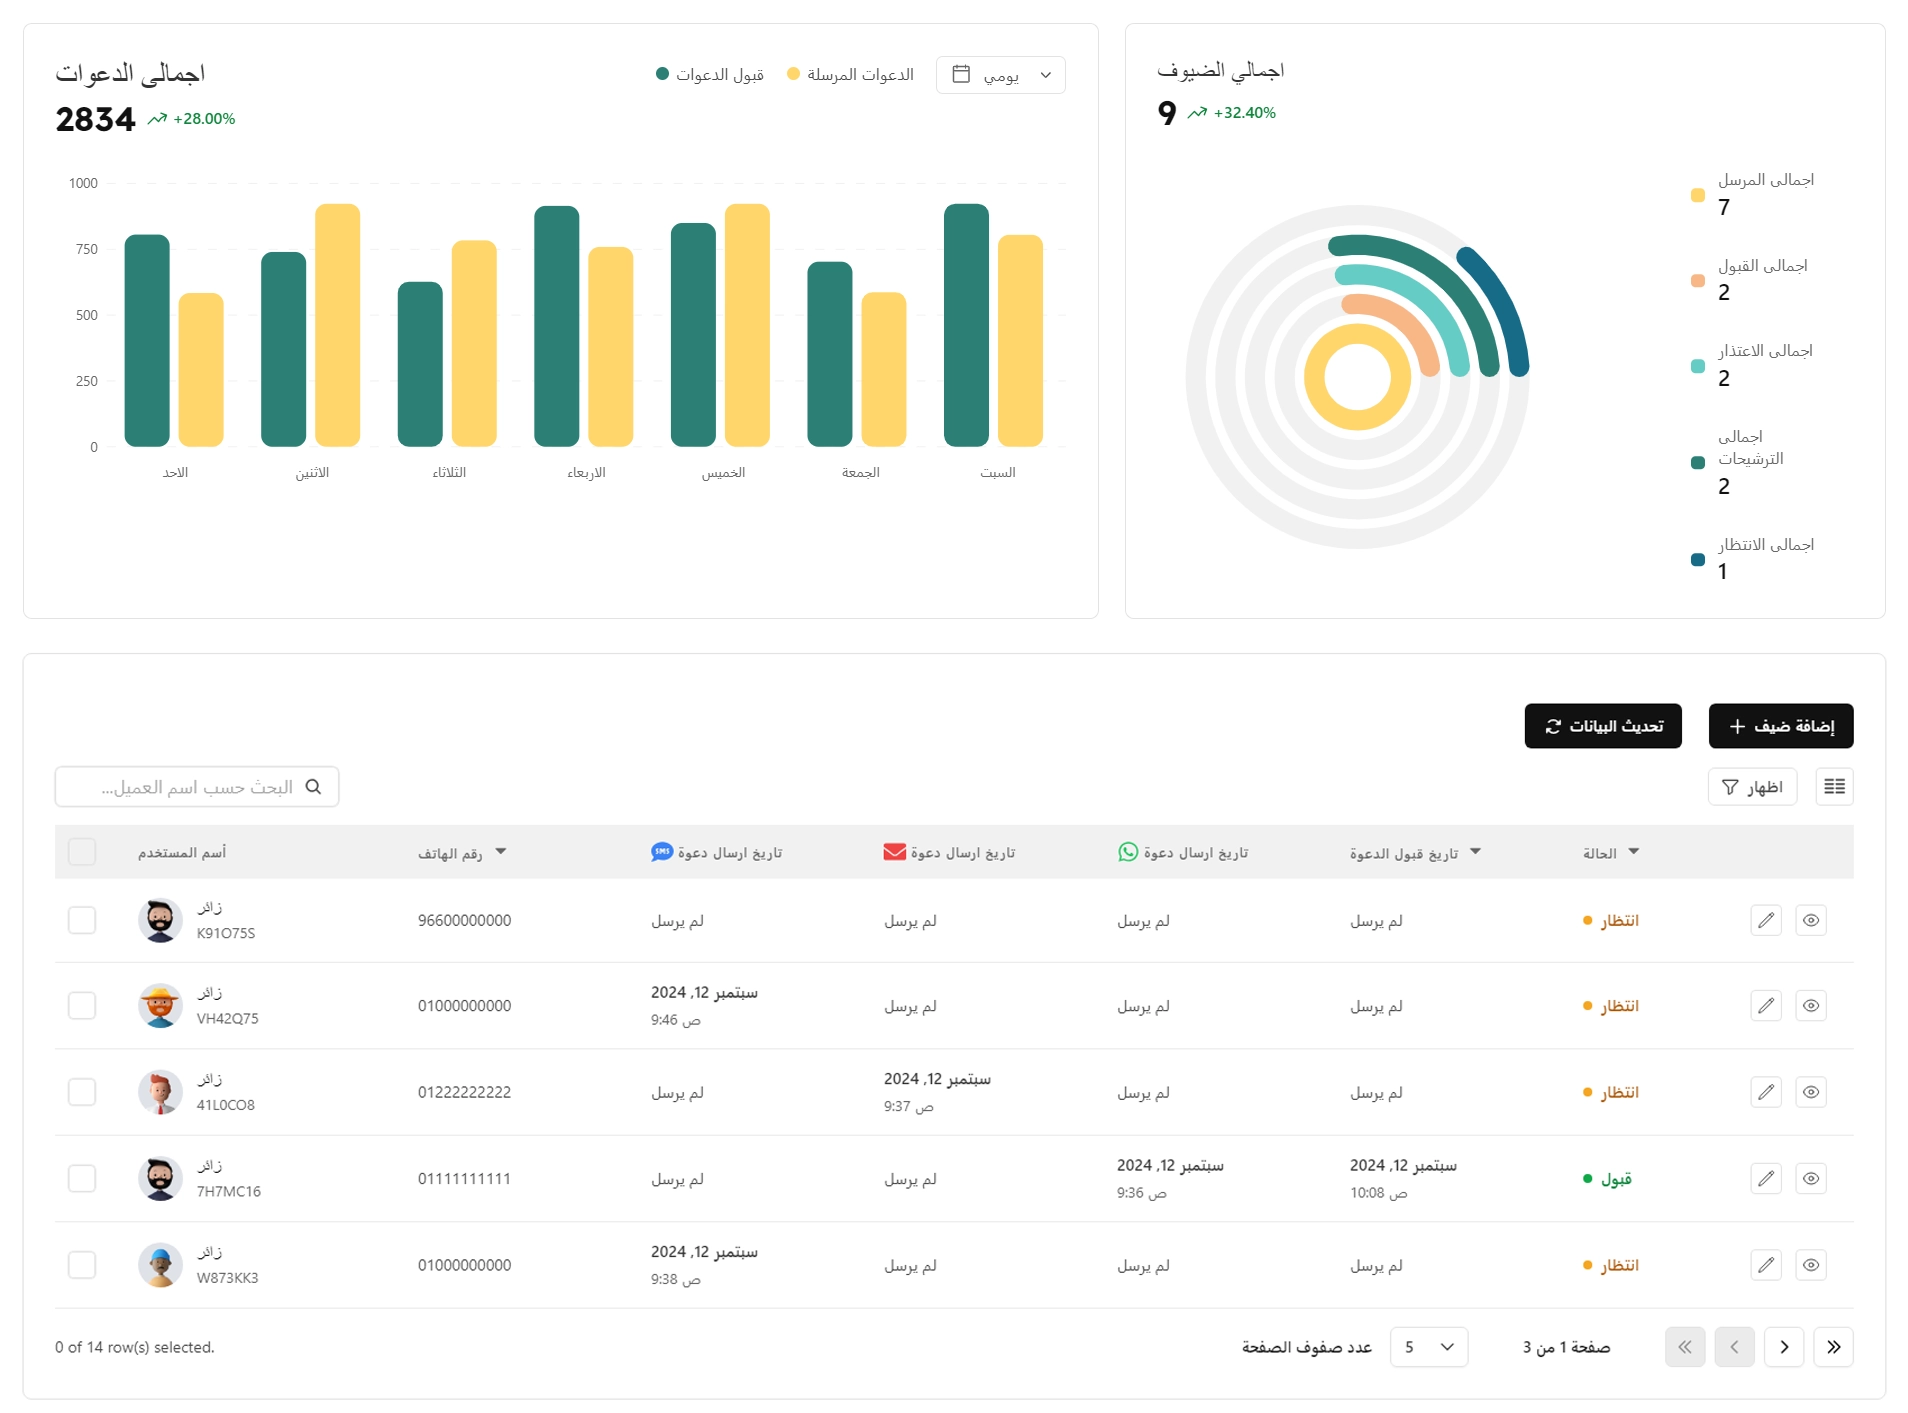 اجمالى الدعوات
2834 +28.00%
قبول الدعوات
الدعوات المرسلة
يومي
1000
750
500
250
0
الاحد
الاثنين
الثلاثاء
الاربعاء
الخميس
الجمعة
السبت
اجمالي الضيوف
9 +32.40%
اجمالى المرسل
7
اجمالى القبول
2
اجمالى الاعتذار
2
اجمالى
الترشيحات
2
اجمالى الانتظار
1
إضافة ضيف
تحديث البيانات
البحث حسب اسم العميل...
اظهار
أسم المستخدم
رقم الهاتف
SMS تاريخ ارسال دعوة
تاريخ ارسال دعوة
تاريخ ارسال دعوة
تاريخ قبول الدعوة
الحالة
زائر
K91O75S
96600000000
لم يرسل
لم يرسل
لم يرسل
لم يرسل
انتظار
زائر
VH42Q75
01000000000
سبتمبر 12, 2024
9:46 ص
لم يرسل
لم يرسل
لم يرسل
انتظار
زائر
41L0CO8
01222222222
لم يرسل
سبتمبر 12, 2024
9:37 ص
لم يرسل
لم يرسل
انتظار
زائر
7H7MC16
01111111111
لم يرسل
لم يرسل
سبتمبر 12, 2024
9:36 ص
سبتمبر 12, 2024
10:08 ص
قبول
زائر
W873KK3
01000000000
سبتمبر 12, 2024
9:38 ص
لم يرسل
لم يرسل
لم يرسل
انتظار
0 of 14 row(s) selected.
عدد صفوف الصفحة
5
صفحة 1 من 3